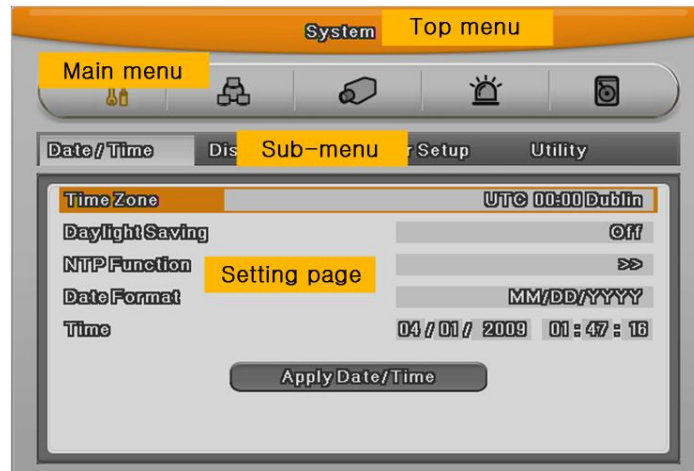 System Top menu
Main menu
Date / Time Sub-menu Setup Utility
Time Zone UTC 00:00 Dublin
Daylight Saving Off
NTP Function >>
Setting page
Date Format MM/DD/YYYY
Time 04 / 01 / 2009 01 : 47 : 16
Apply Date/Time